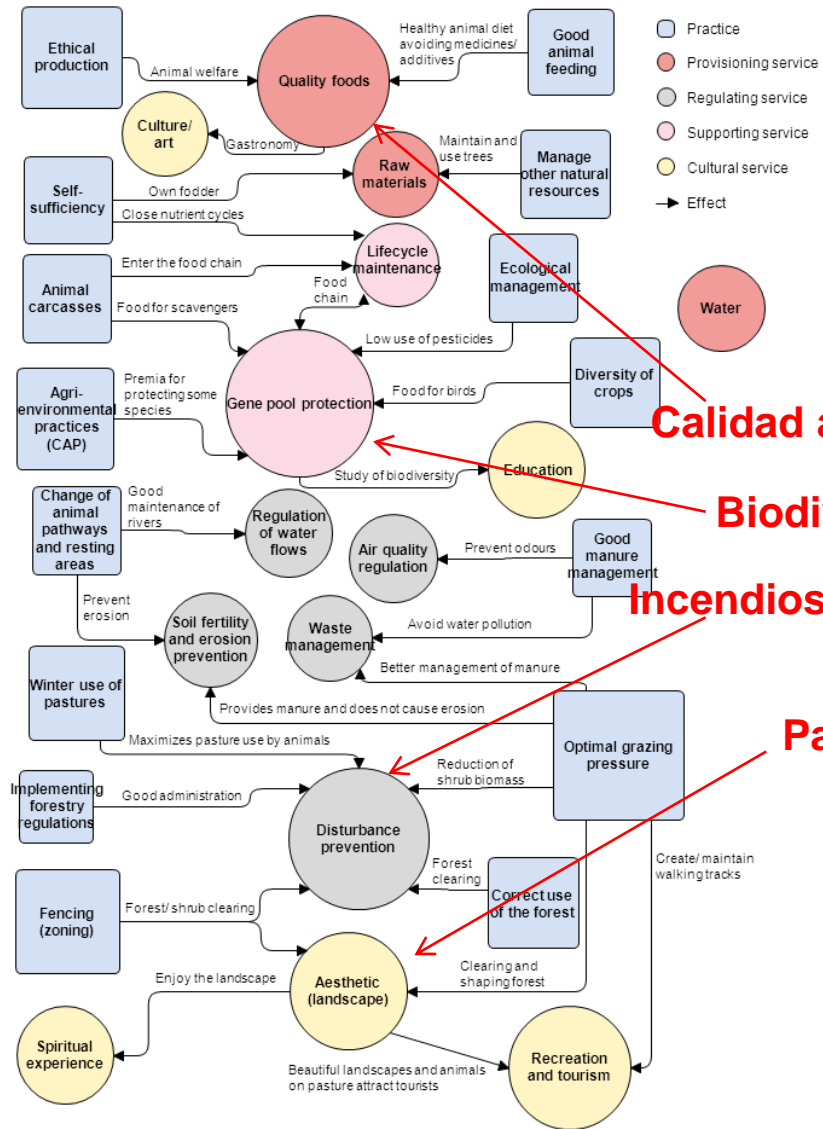 Ethical
production
Animal welfare
Quality foods
Healthy animal diet
avoiding medicines/
additives
Good
animal
feeding
Practice
Provisioning service
Regulating service
Supporting service
Cultural service
Effect
Culture/
art
Gastronomy
Raw
materials
Maintain and
use trees
Manage
other natural
resources
Self-
sufficiency
Own fodder
Close nutrient cycles
Lifecycle
maintenance
Animal
carcasses
Enter the food chain
Food for scavengers
Food
chain
Ecological
management
Low use of pesticides
Water
Agri-
environmental
practices
(CAP)
Premia for
protecting some
species
Gene pool protection
Food for birds
Diversity of
crops
Calidad a
Study of biodiversity
Education
Biodi
Change of
animal
pathways
and resting
areas
Good
maintenance of
rivers
Regulation
of water
flows
Air quality
regulation
Prevent odours
Good
manure
management
Incendios
Prevent
erosion
Soil fertility
and erosion
prevention
Waste
management
Avoid water pollution
Better management of manure
Winter use of
pastures
Provides manure and does not cause erosion
Maximizes pasture use by animals
Optimal grazing
pressure
Pa
Implementing
forestry
regulations
Good administration
Disturbance
prevention
Reduction of
shrub biomass
Create/ maintain
walking tracks
Fencing
(zoning)
Forest/ shrub clearing
Forest
clearing
Correct use
of the forest
Enjoy the landscape
Aesthetic
(landscape)
Clearing and
shaping forest
Spiritual
experience
Beautiful landscapes and animals
on pasture attract tourists
Recreation
and tourism